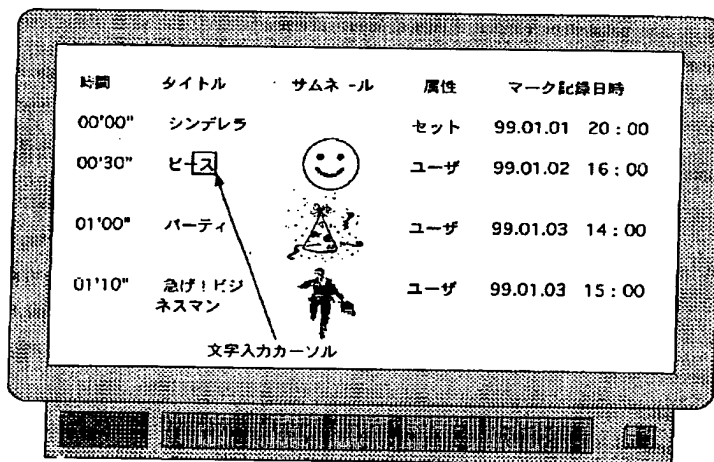 時間 タイトル サムネール 属性 マーク記録日時
00'00" シンデレラ セット 99.01.01 20:00
00'30" ピース ユーザ 99.01.02 16:00
01'00" パーティ ユーザ 99.01.03 14:00
01'10" 急げ!ビジ ユーザ 99.01.03 15:00
ネスマン
文字入力カーソル